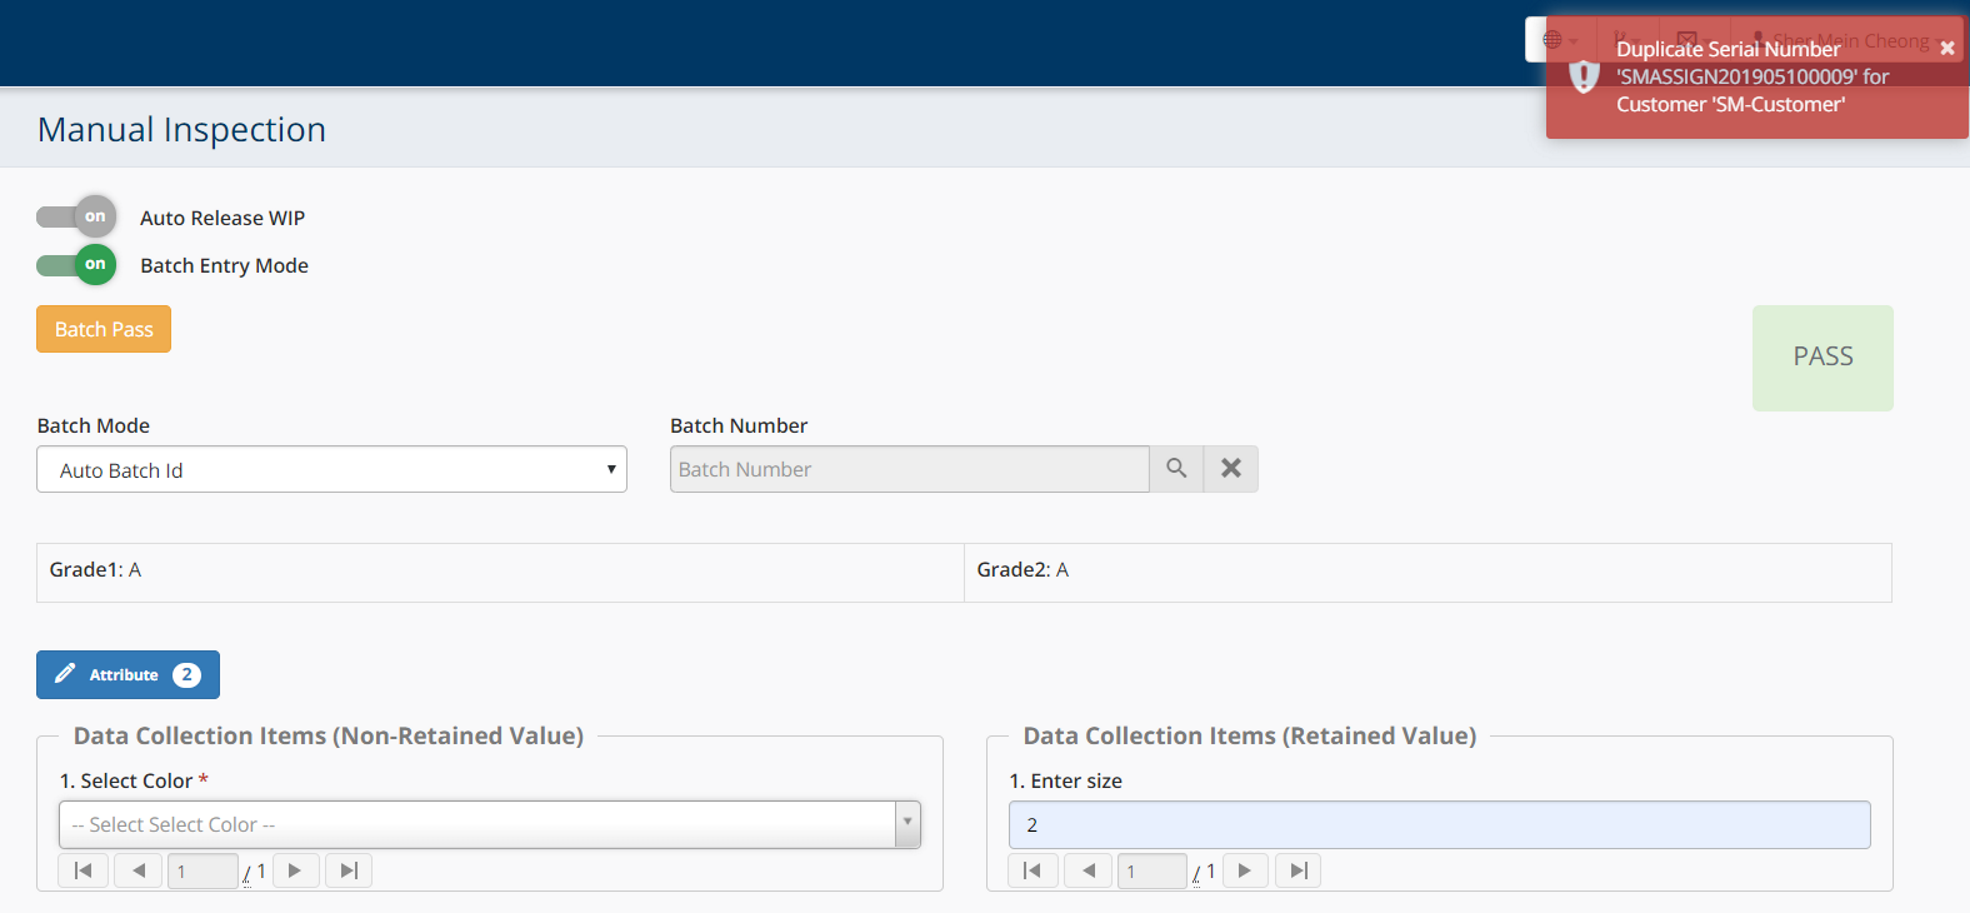 Sher Mein Cheong
Duplicate Serial Number
'SMASSIGN201905100009' for
Customer 'SM-Customer'
Manual Inspection
on Auto Release WIP
on Batch Entry Mode
Batch Pass
PASS
Batch Mode
Batch Number
Auto Batch Id
Batch Number
Grade1: A
Grade2: A
Attribute 2
Data Collection Items (Non-Retained Value)
1. Select Color *
-- Select Select Color --
1 / 1
Data Collection Items (Retained Value)
1. Enter size
2
1 / 1